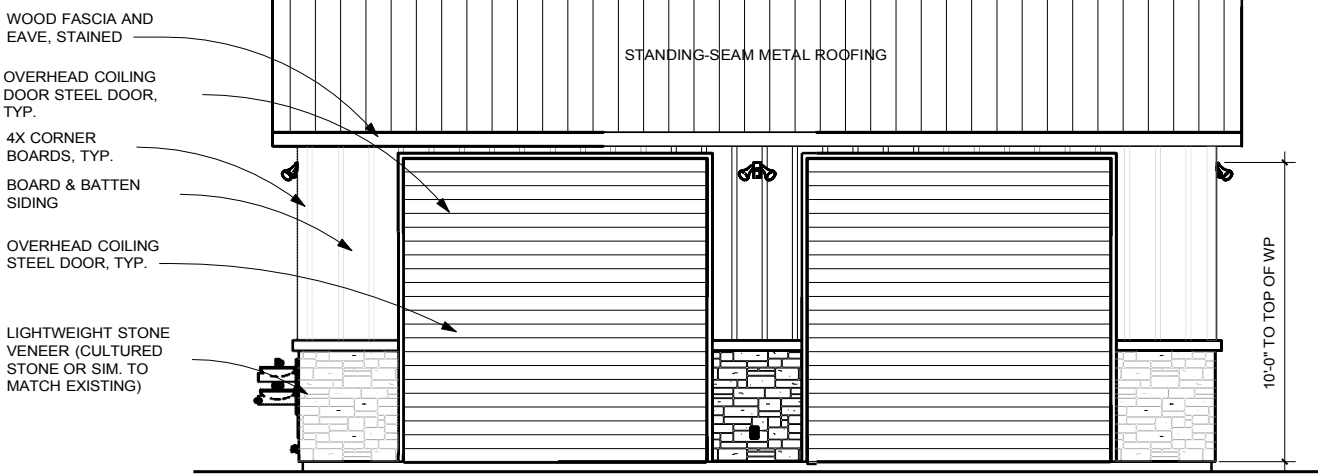 WOOD FASCIA AND
EAVE, STAINED
STANDING-SEAM METAL ROOFING
OVERHEAD COILING
DOOR STEEL DOOR,
TYP.
4X CORNER
BOARDS, TYP.
BOARD & BATTEN
SIDING
OVERHEAD COILING
STEEL DOOR, TYP.
LIGHTWEIGHT STONE
VENEER (CULTURED
STONE OR SIM. TO
MATCH EXISTING)
10'-0" TO TOP OF WP